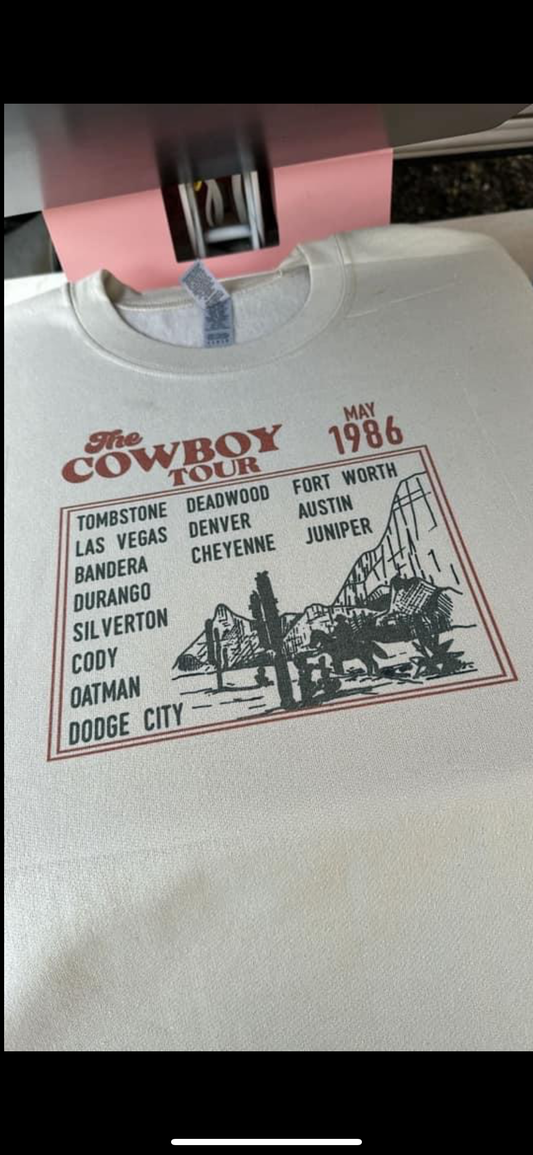 The
COWBOY
TOUR
MAY
1986
TOMBSTONE
LAS VEGAS
BANDERA
DURANGO
SILVERTON
CODY
OATMAN
DODGE CITY
DEADWOOD
DENVER
CHEYENNE
FORT WORTH
AUSTIN
JUNIPER